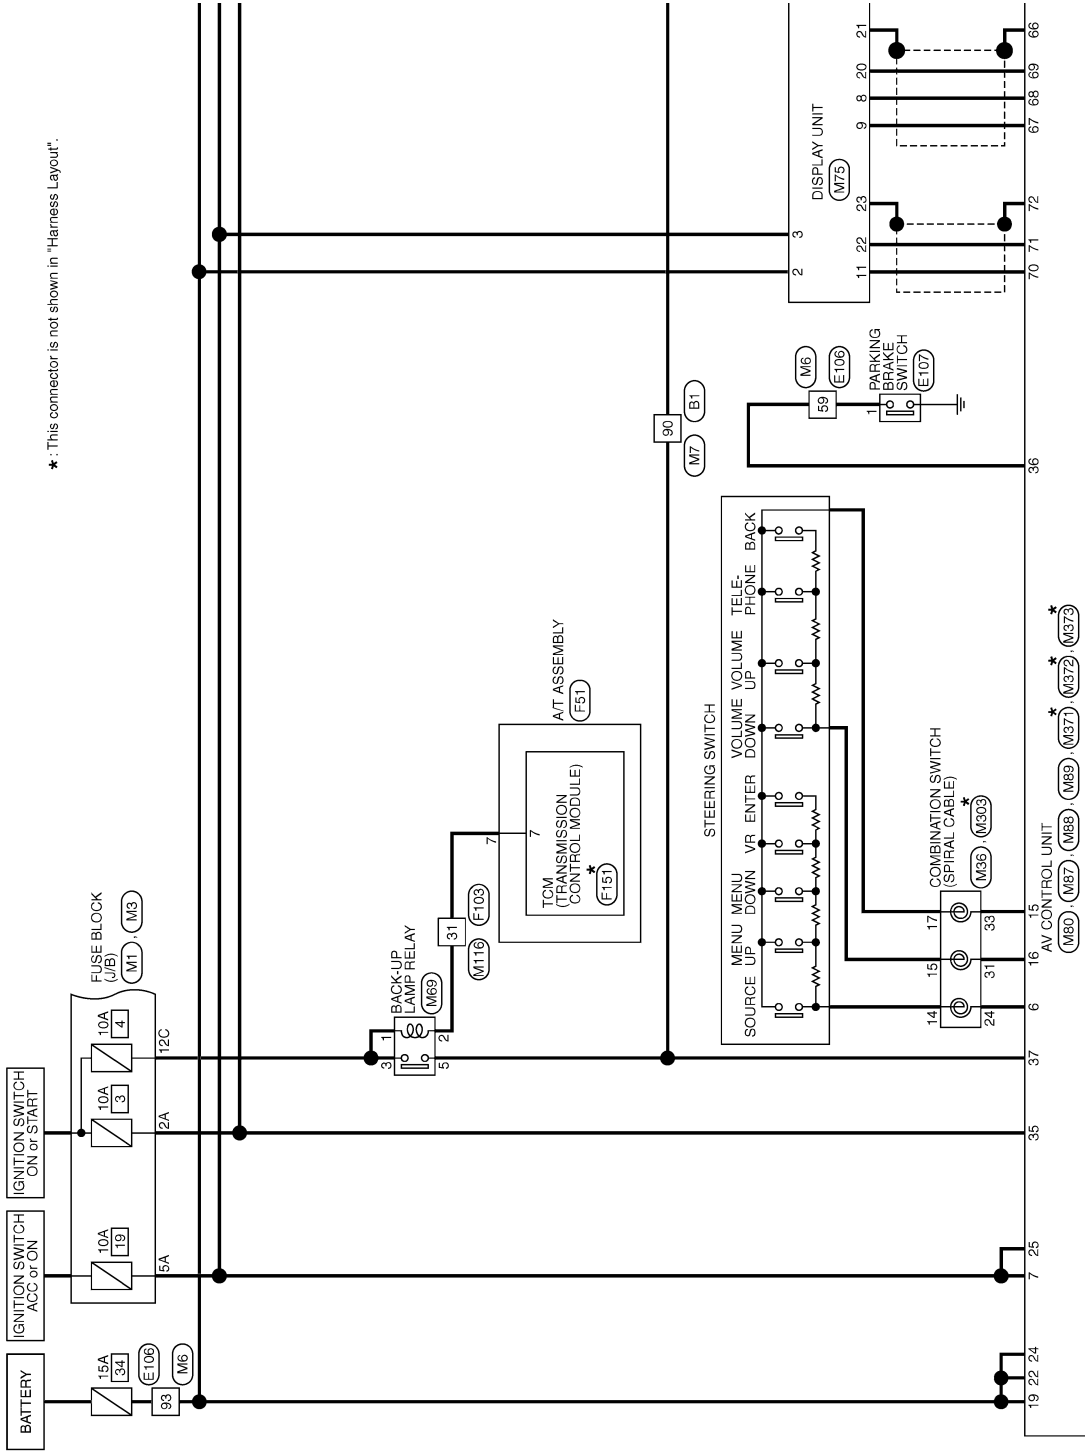 ★ : This connector is not shown in "Harness Layout".
BATTERY
IGNITION SWITCH
ACC or ON
IGNITION SWITCH
ON or START
FUSE BLOCK
(J/B)
M1 , M3
15A
34
10A
19
10A
3
10A
4
E106
93
M6
5A
2A
12C
BACK-UP
LAMP RELAY
M69
1
2
3
5
M116
31
F103
7
7
A/T ASSEMBLY
F51
TCM
(TRANSMISSION
CONTROL MODULE)
★
F151
M7
90
B1
STEERING SWITCH
SOURCE
MENU
UP
MENU
DOWN
VR
ENTER
VOLUME
DOWN
VOLUME
UP
TELE-
PHONE
BACK
COMBINATION SWITCH
(SPIRAL CABLE)
★
M36 , M303
14
15
17
24
31
33
M6
59
E106
PARKING
BRAKE
SWITCH
E107
1
DISPLAY UNIT
M75
2
3
11
22
23
9
8
20
21
19
22
24
7
25
35
37
6
16
15
36
70
71
72
67
68
69
66
AV CONTROL UNIT
★ ★ ★
M80 , M87 , M88 , M89 , M371 , M372 , M373